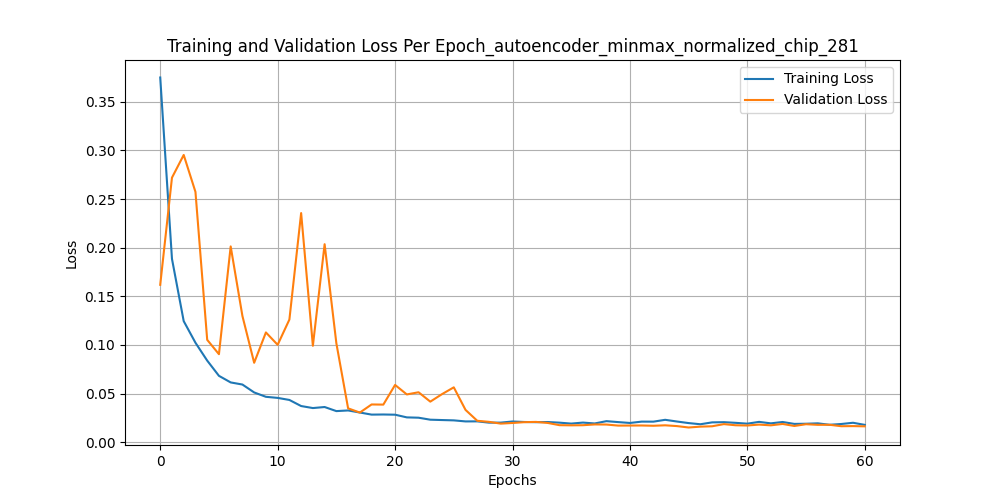 Training and Validation Loss Per Epoch_autoencoder_minmax_normalized_chip_281
Training Loss
Validation Loss
0.35
0.30
0.25
0.20
0.15
0.10
0.05
0.00
Loss
0 10 20 30 40 50 60
Epochs